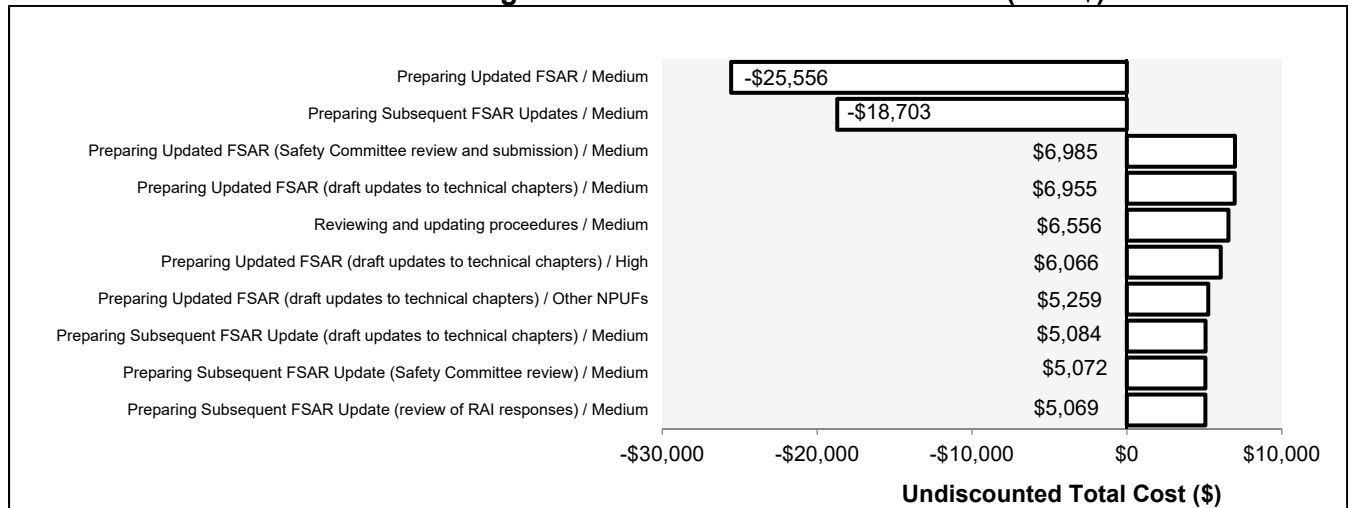 Preparing Updated FSAR / Medium -$25,556
Preparing Subsequent FSAR Updates / Medium -$18,703
Preparing Updated FSAR (Safety Committee review and submission) / Medium $6,985
Preparing Updated FSAR (draft updates to technical chapters) / Medium $6,955
Reviewing and updating proceedures / Medium $6,556
Preparing Updated FSAR (draft updates to technical chapters) / High $6,066
Preparing Updated FSAR (draft updates to technical chapters) / Other NPUFs $5,259
Preparing Subsequent FSAR Update (draft updates to technical chapters) / Medium $5,084
Preparing Subsequent FSAR Update (Safety Committee review) / Medium $5,072
Preparing Subsequent FSAR Update (review of RAI responses) / Medium $5,069
-$30,000 -$20,000 -$10,000 $0 $10,000
Undiscounted Total Cost ($)